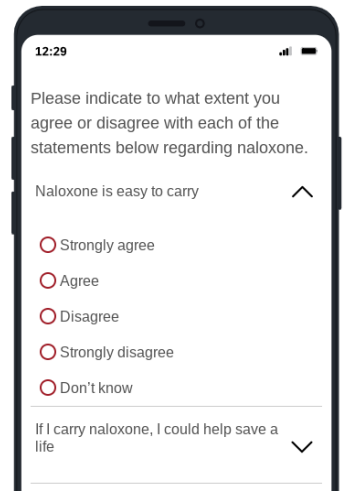 12:29
Please indicate to what extent you
agree or disagree with each of the
statements below regarding naloxone.
Naloxone is easy to carry
Strongly agree
Agree
Disagree
Strongly disagree
Don’t know
If I carry naloxone, I could help save a
life